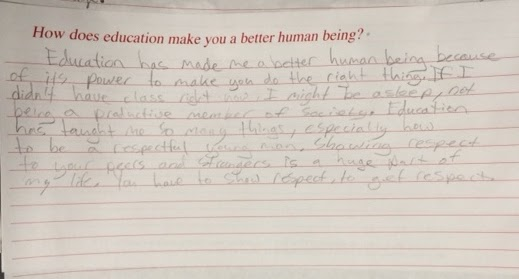 How does education make you a better human being?
Education has made me a better human being because
of it's power to make you do the right thing. If I
didn't have class right now, I might be asleep, not
being a productive member of society. Education
has taught me so many things, especially how
to be a respectful young man. Showing respect
to your peers and strangers is a huge part of
my life. You have to show respect, to get respect.